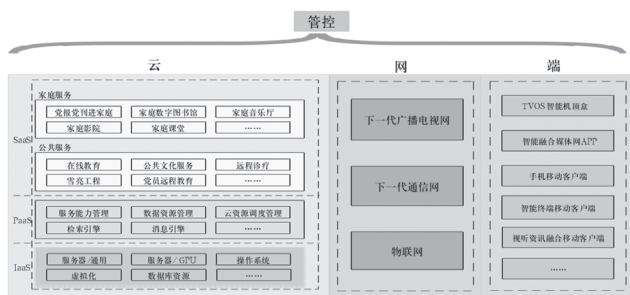 管控
云
网
端
SaaS
家庭服务
党报党刊进家庭
家庭数字图书馆
家庭音乐厅
家庭影院
家庭课堂
……
公共服务
在线教育
公共文化服务
远程诊疗
雪亮工程
党员远程教育
……
PaaS
服务能力管理
数据资源管理
云资源调度管理
检索引擎
消息引擎
……
IaaS
服务器/通用
服务器/GPU
操作系统
虚拟化
数据库资源
……
下一代广播电视网
下一代通信网
物联网
TVOS智能机顶盒
智能融合媒体网APP
手机移动客户端
智能终端移动客户端
视听资讯融合移动客户端
……